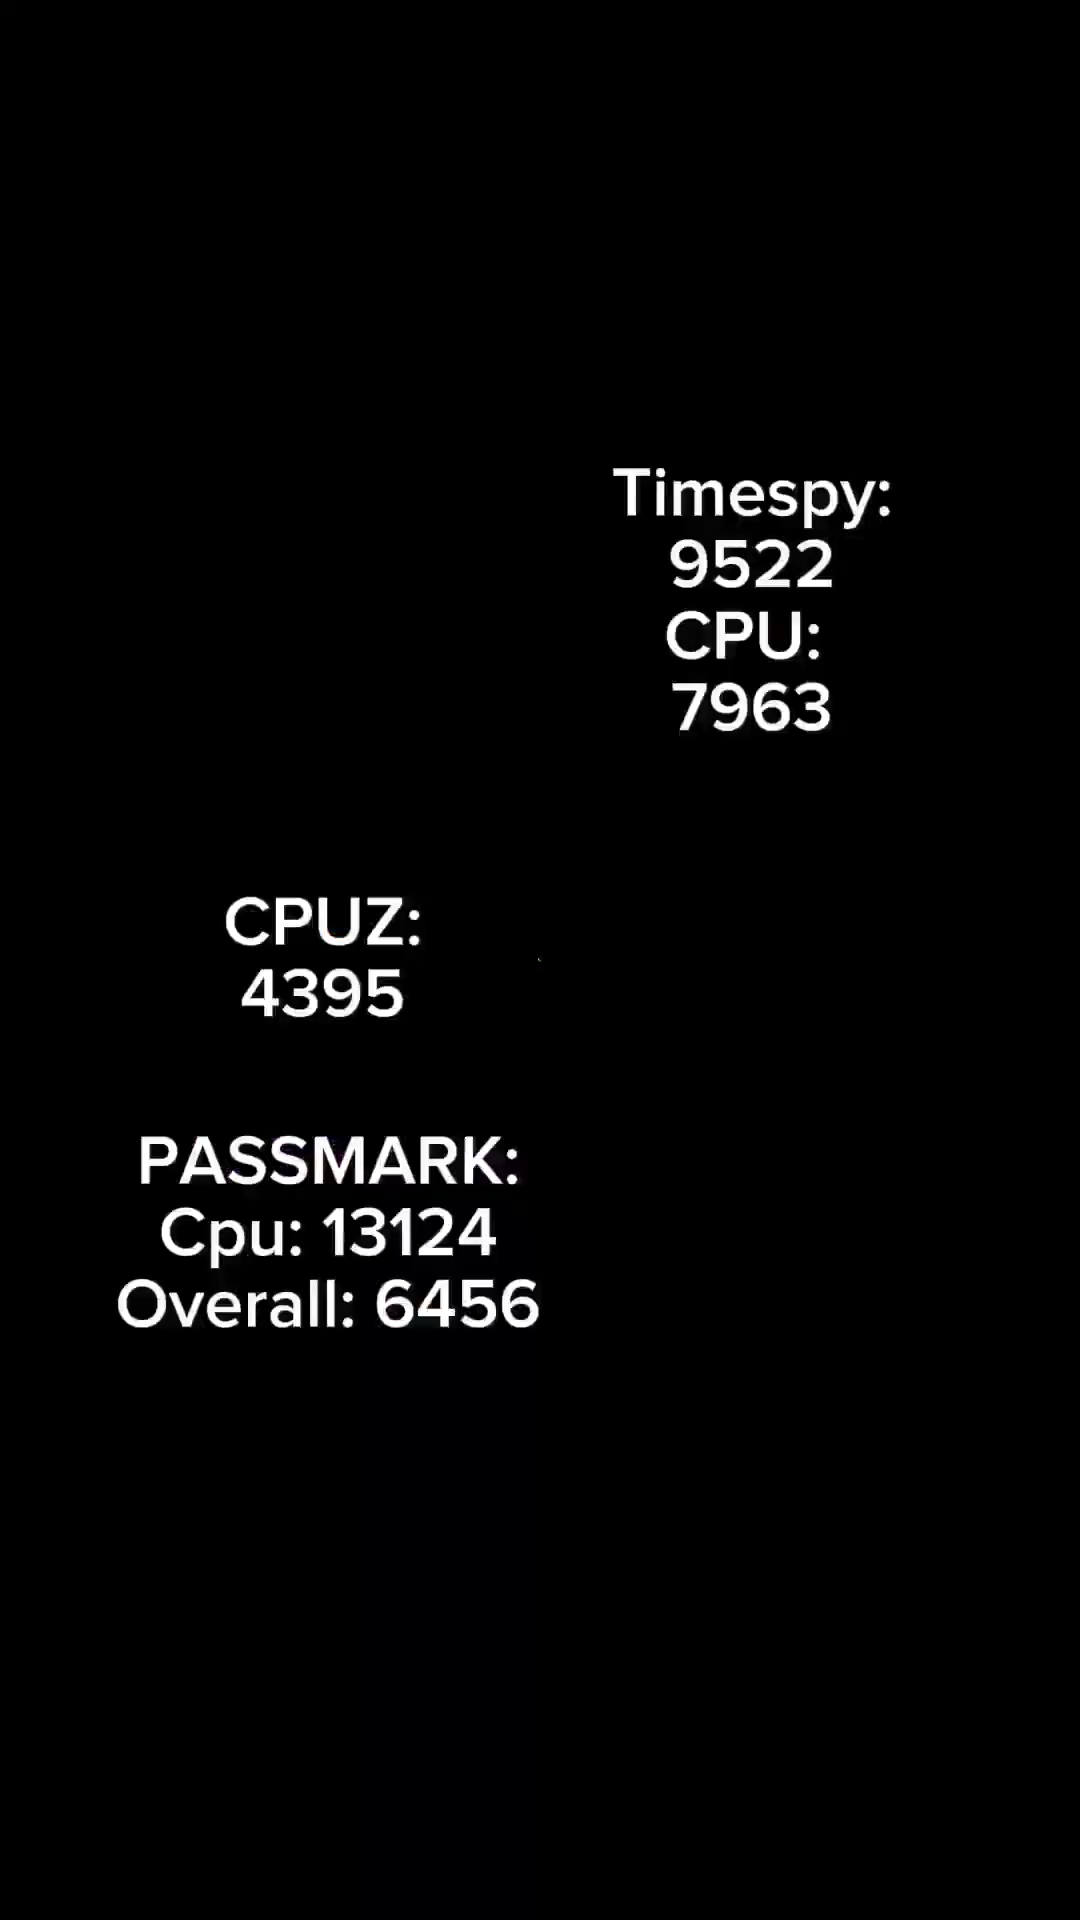 Timespy:
9522
CPU:
7963
CPUZ:
4395
PASSMARK:
Cpu: 13124
Overall: 6456